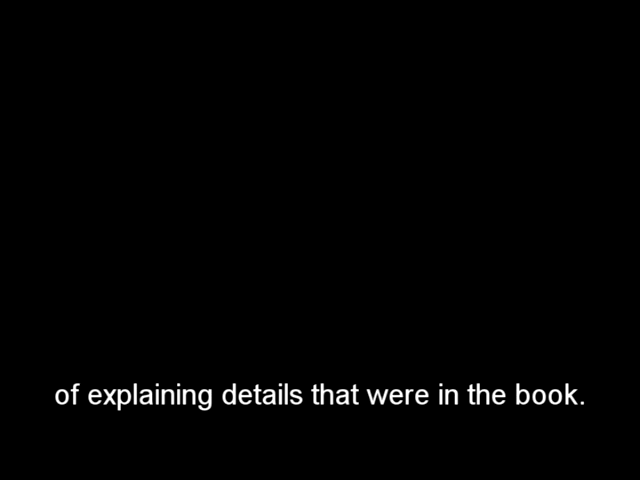 of explaining details that were in the book.